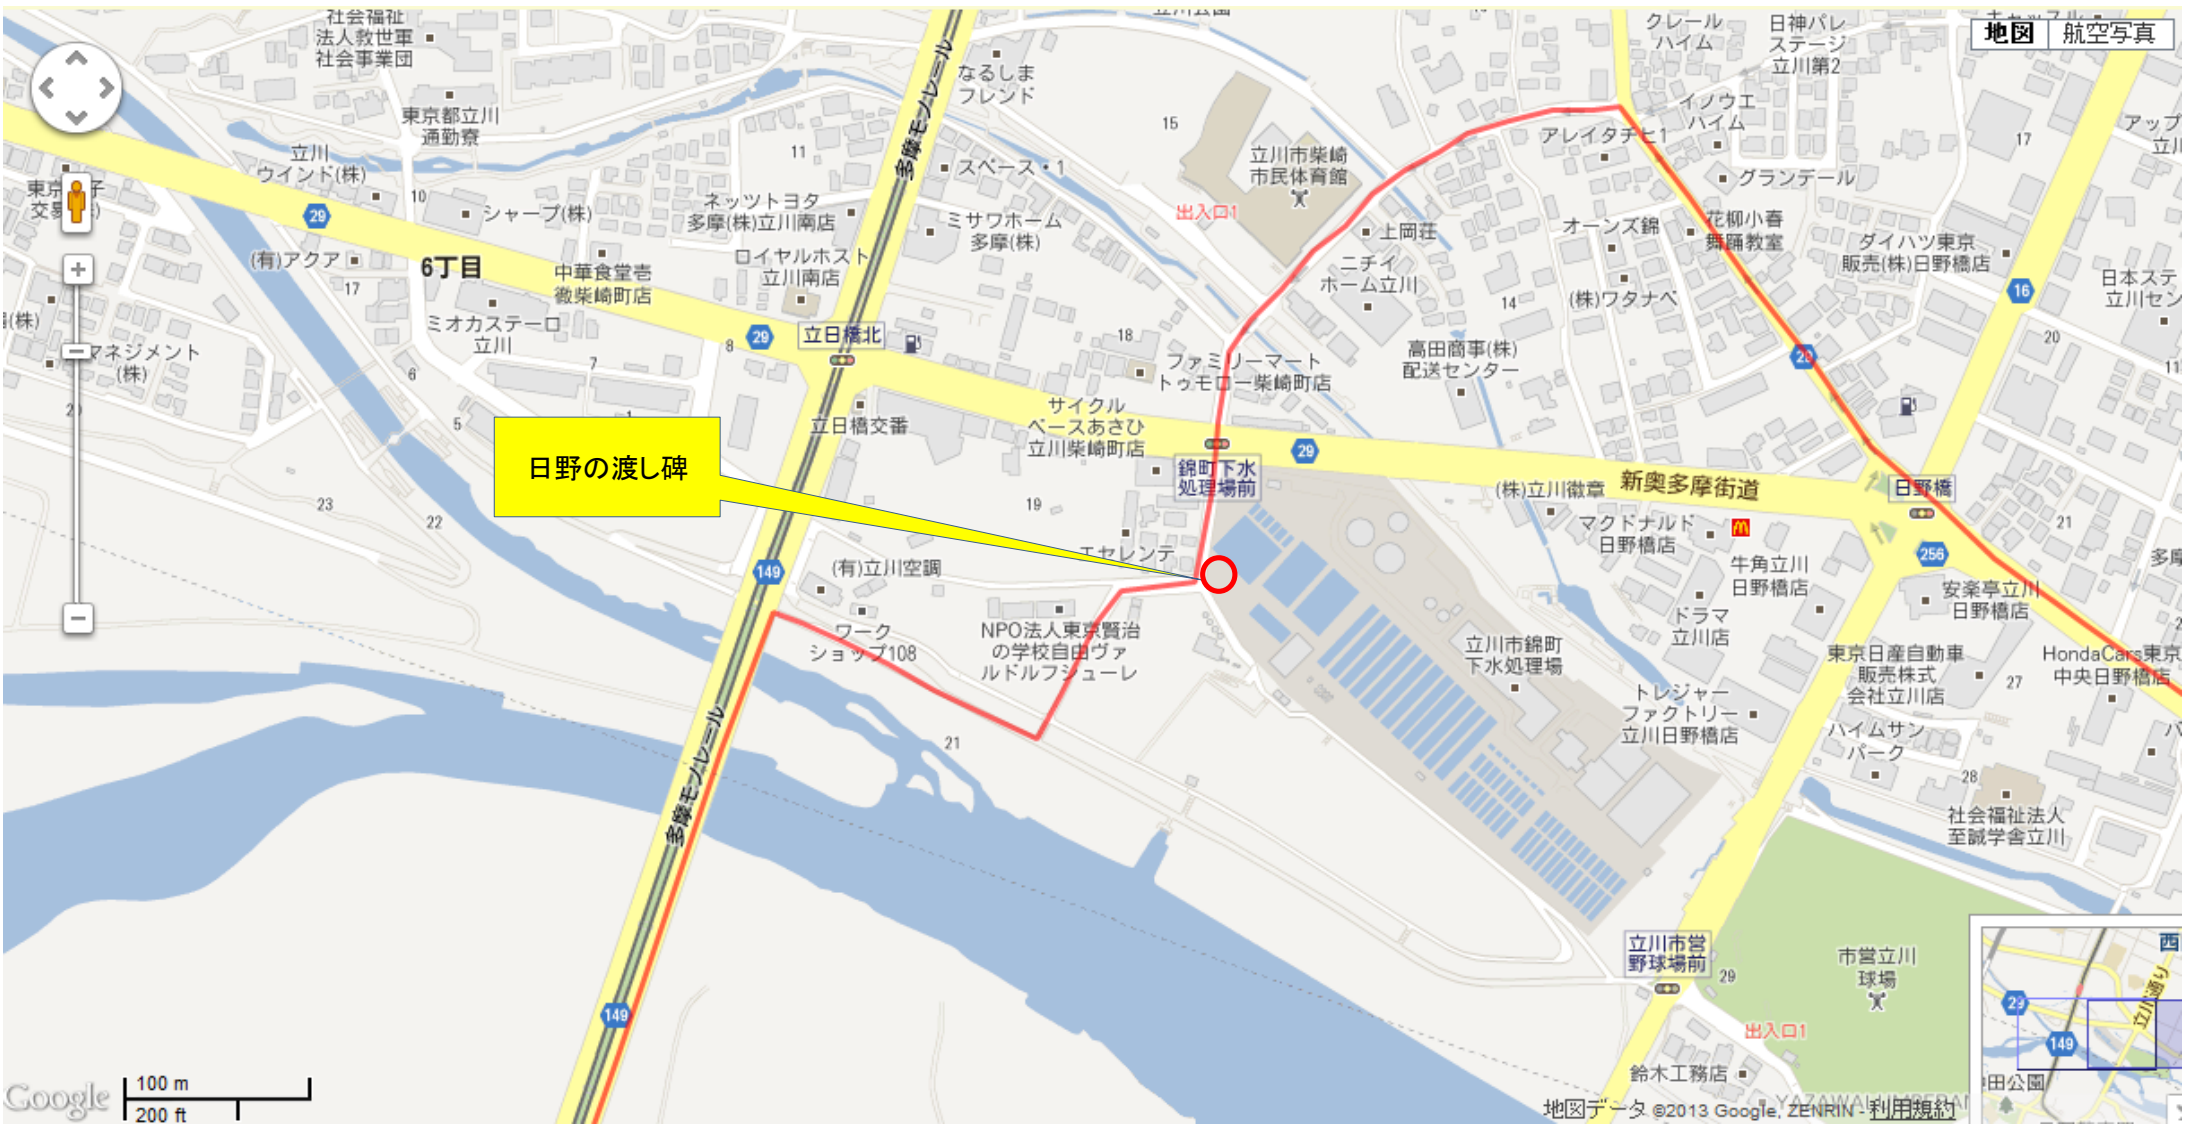 社会福祉
法人救世軍
社会事業団
東京都立川
通勤寮
立川
ウインド(株)
シャープ(株)
10
11
17
29
(有)アクア
6丁目
中華食堂壱
徹柴崎町店
ミオカステーロ
立川
マネジメント
(株)
6
7
8
5
1
23
22
多摩モノレール
なるしま
フレンド
スペース・1
ネッツトヨタ
多摩(株)立川南店
ミサワホーム
多摩(株)
ロイヤルホスト
立川南店
29
立日橋北
立日橋交番
15
立川市柴崎
市民体育館
出入口1
上岡荘
ニチイ
ホーム立川
18
14
ファミリーマート
トゥモロー柴崎町店
サイクル
ベースあさひ
立川柴崎町店
高田商事(株)
配送センター
クレール
ハイム
日神パレ
ステージ
立川第2
地図
航空写真
イノウエ
ハイム
アレイタチヒ1
グランデール
17
オーンズ錦
花柳小春
舞踊教室
(株)ワタナベ
ダイハツ東京
販売(株)日野橋店
16
20
29
日野の渡し碑
錦町下水
処理場前
29
新奥多摩街道
(株)立川徽章
日野橋
21
256
マクドナルド
日野橋店
牛角立川
日野橋店
ドラマ
立川店
安楽亭立川
日野橋店
19
エセレンテ
(有)立川空調
149
ワーク
ショップ108
NPO法人東京賢治
の学校自由ヴァ
ルドルフシューレ
21
立川市錦町
下水処理場
トレジャー
ファクトリー
立川日野橋店
東京日産自動車
販売株式
会社立川店
27
HondaCars東京
中央日野橋店
ハイムサン
パーク
28
社会福祉法人
至誠学舎立川
多摩モノレール
149
立川市営
野球場前
29
市営立川
球場
出入口1
鈴木工務店
29
149
田公園
Google
100 m
200 ft
地図データ ©2013 Google, ZENRIN - 利用規約